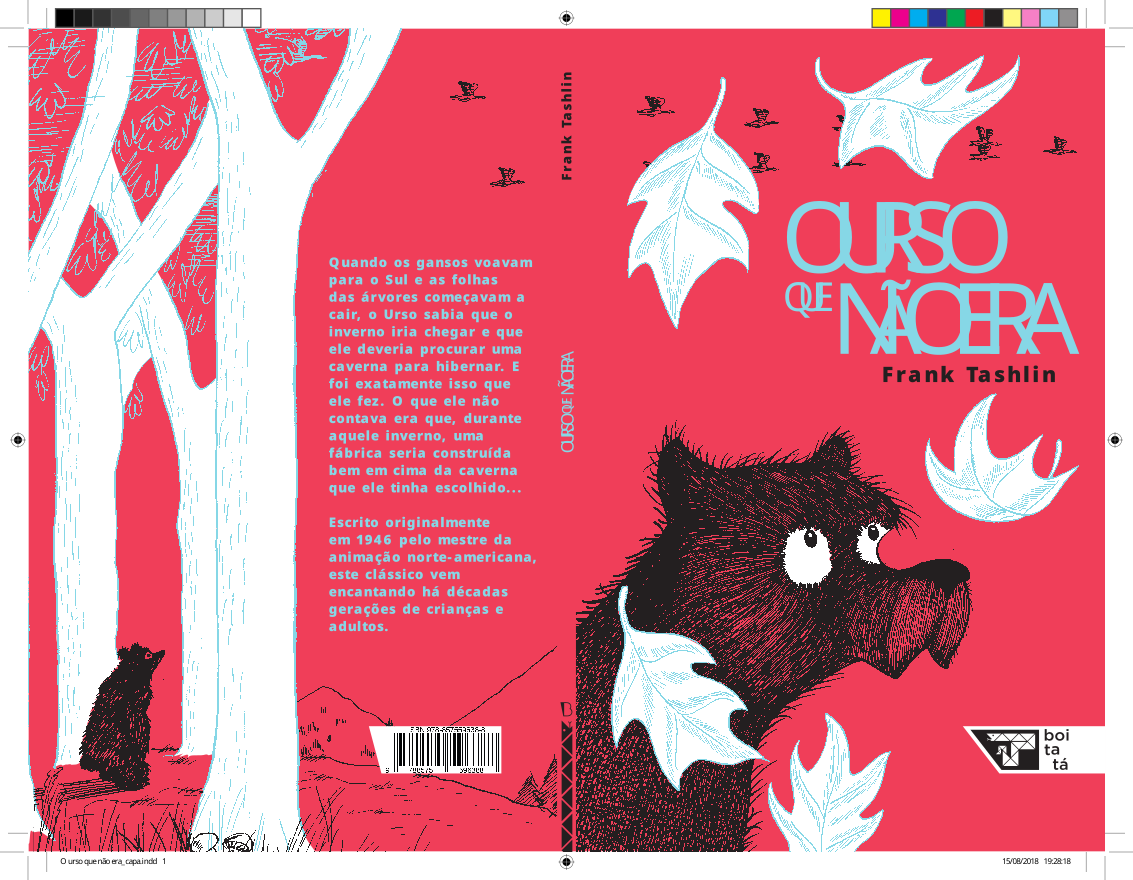 Quando os gansos voavam
para o Sul e as folhas
das árvores começavam a
cair, o Urso sabia que o
inverno iria chegar e que
ele deveria procurar uma
caverna para hibernar. E
foi exatamente isso que
ele fez. O que ele não
contava era que, durante
aquele inverno, uma
fábrica seria construída
bem em cima da caverna
que ele tinha escolhido...
Escrito originalmente
em 1946 pelo mestre da
animação norte-americana,
este clássico vem
encantando há décadas
gerações de crianças e
adultos.
Frank Tashlin
O URSO QUE NÃO ERA
O URSO
QUE NÃO ERA
Frank Tashlin
boi
ta
tá
O urso que não era_capa.indd 1
15/08/2018 19:28:18